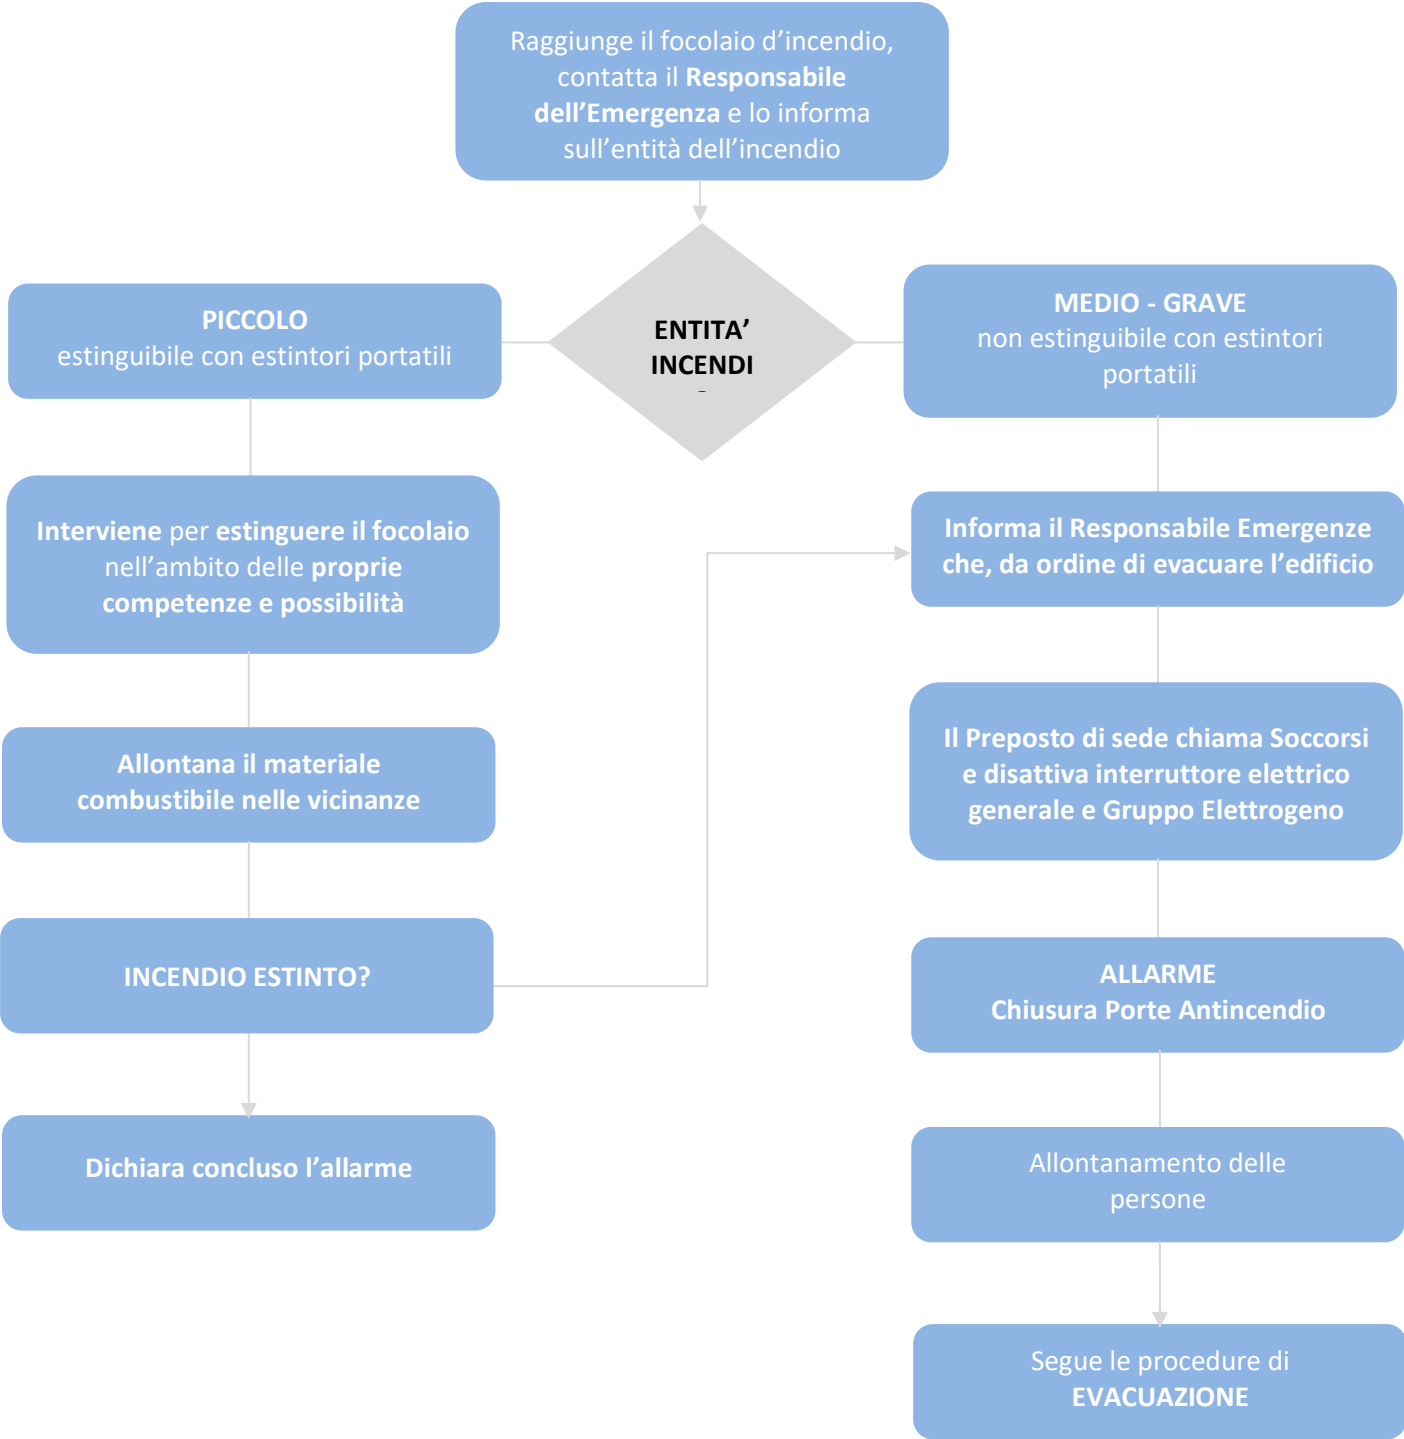 Raggiunge il focolaio d’incendio,
contatta il Responsabile
dell’Emergenza e lo informa
sull’entità dell’incendio
ENTITA’
INCENDI
PICCOLO
estinguibile con estintori portatili
MEDIO - GRAVE
non estinguibile con estintori
portatili
Interviene per estinguere il focolaio
nell’ambito delle proprie
competenze e possibilità
Informa il Responsabile Emergenze
che, da ordine di evacuare l’edificio
Allontana il materiale
combustibile nelle vicinanze
Il Preposto di sede chiama Soccorsi
e disattiva interruttore elettrico
generale e Gruppo Elettrogeno
INCENDIO ESTINTO?
ALLARME
Chiusura Porte Antincendio
Dichiara concluso l’allarme
Allontanamento delle
persone
Segue le procedure di
EVACUAZIONE